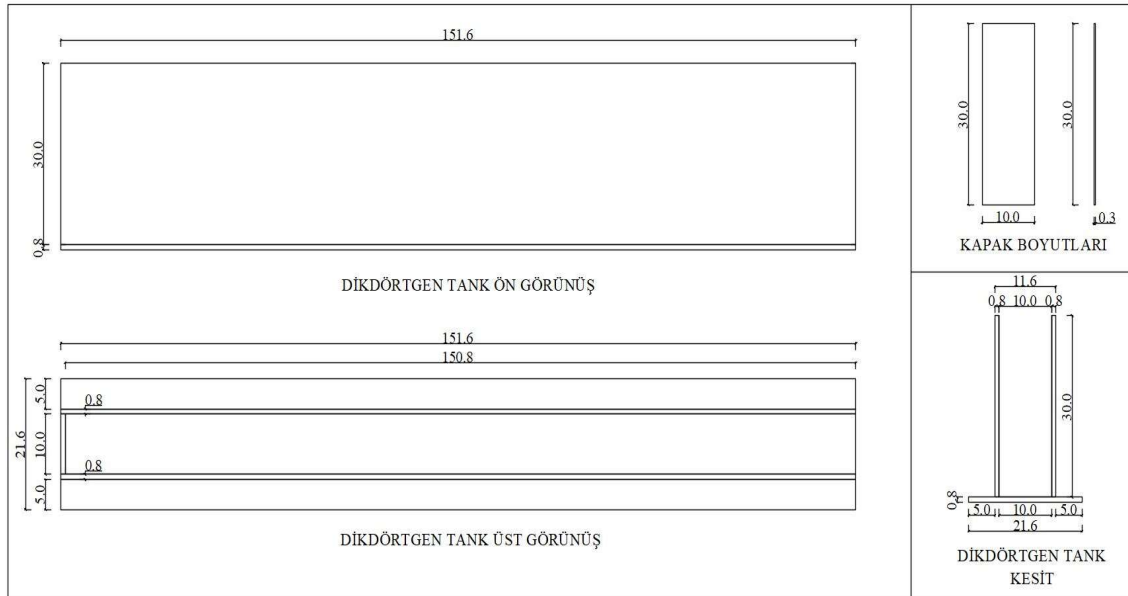 151.6
30.0
0.8
DİKDÖRTGEN TANK ÖN GÖRÜNÜŞ
151.6
150.8
5.0
0.8
21.6
10.0
0.8
5.0
DİKDÖRTGEN TANK ÜST GÖRÜNÜŞ
30.0
30.0
10.0
0.3
KAPAK BOYUTLARI
11.6
0.8 10.0 0.8
30.0
0.8
5.0 10.0 5.0
21.6
DİKDÖRTGEN TANK
KESİT